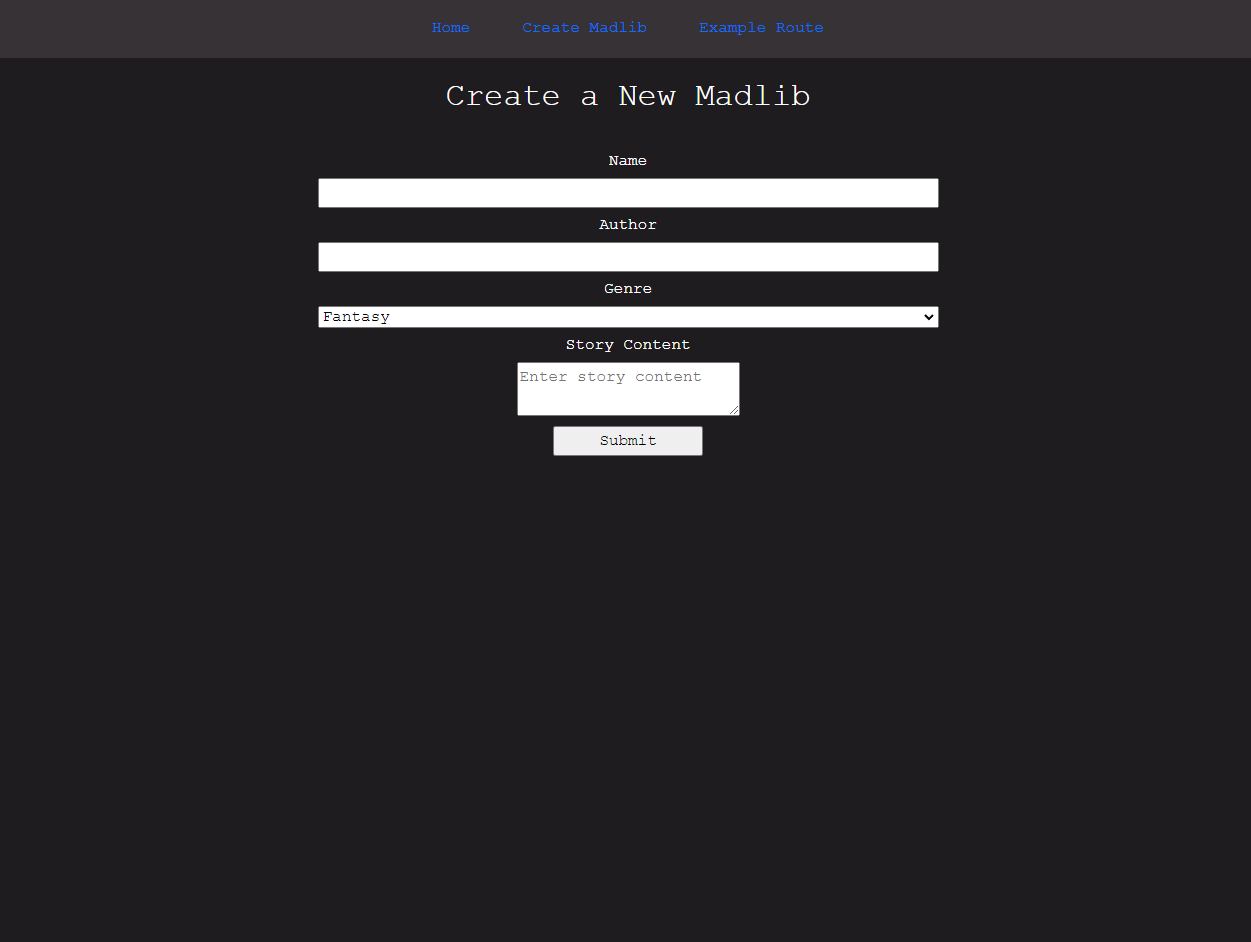 Home Create Madlib Example Route
Create a New Madlib
Name
Author
Genre
Fantasy
Story Content
Enter story content
Submit